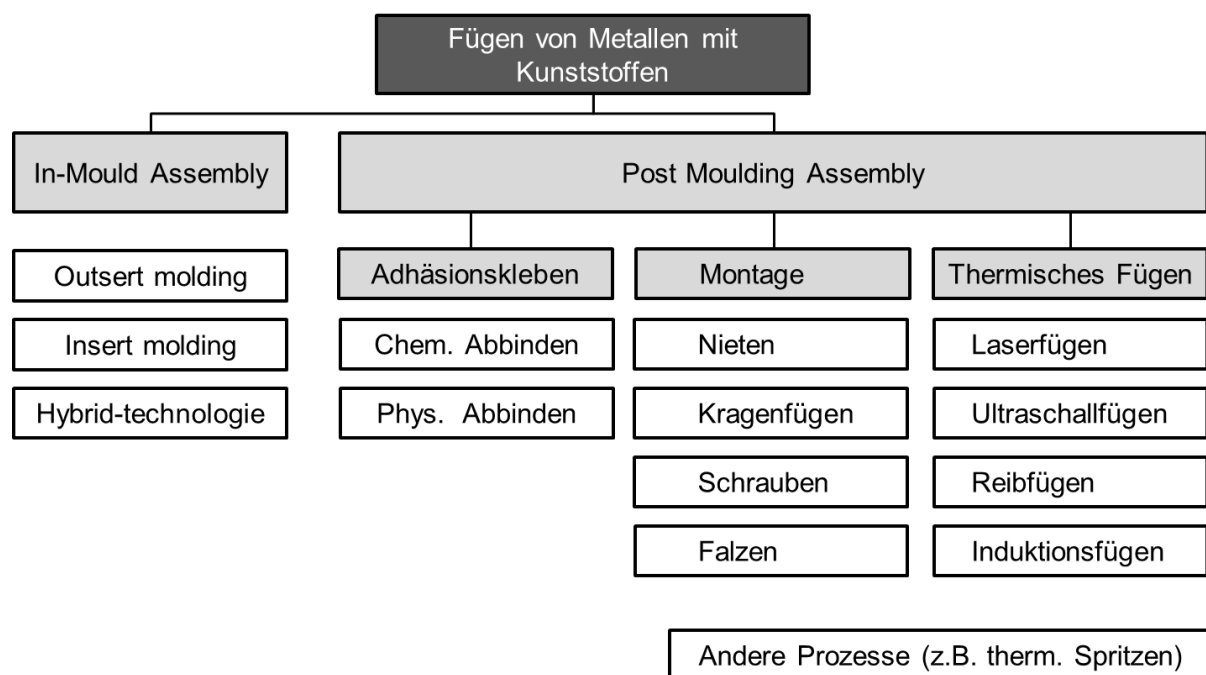 Fügen von Metallen mit
Kunststoffen
In-Mould Assembly
Post Moulding Assembly
Outsert molding
Insert molding
Hybrid-technologie
Adhäsionskleben
Chem. Abbinden
Phys. Abbinden
Montage
Nieten
Kragenfügen
Schrauben
Falzen
Thermisches Fügen
Laserfügen
Ultraschallfügen
Reibfügen
Induktionsfügen
Andere Prozesse (z.B. therm. Spritzen)